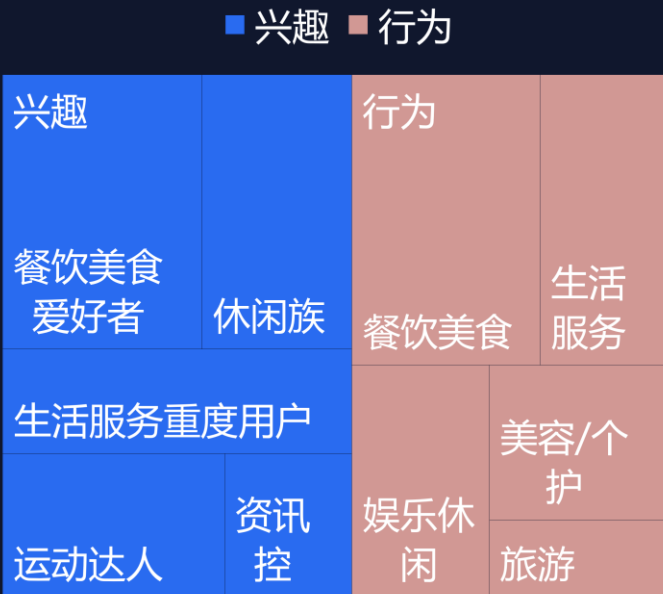 兴趣 行为
兴趣
餐饮美食
爱好者
休闲族
生活服务重度用户
运动达人
资讯
控
行为
餐饮美食
生活
服务
娱乐休
闲
美容/个
护
旅游